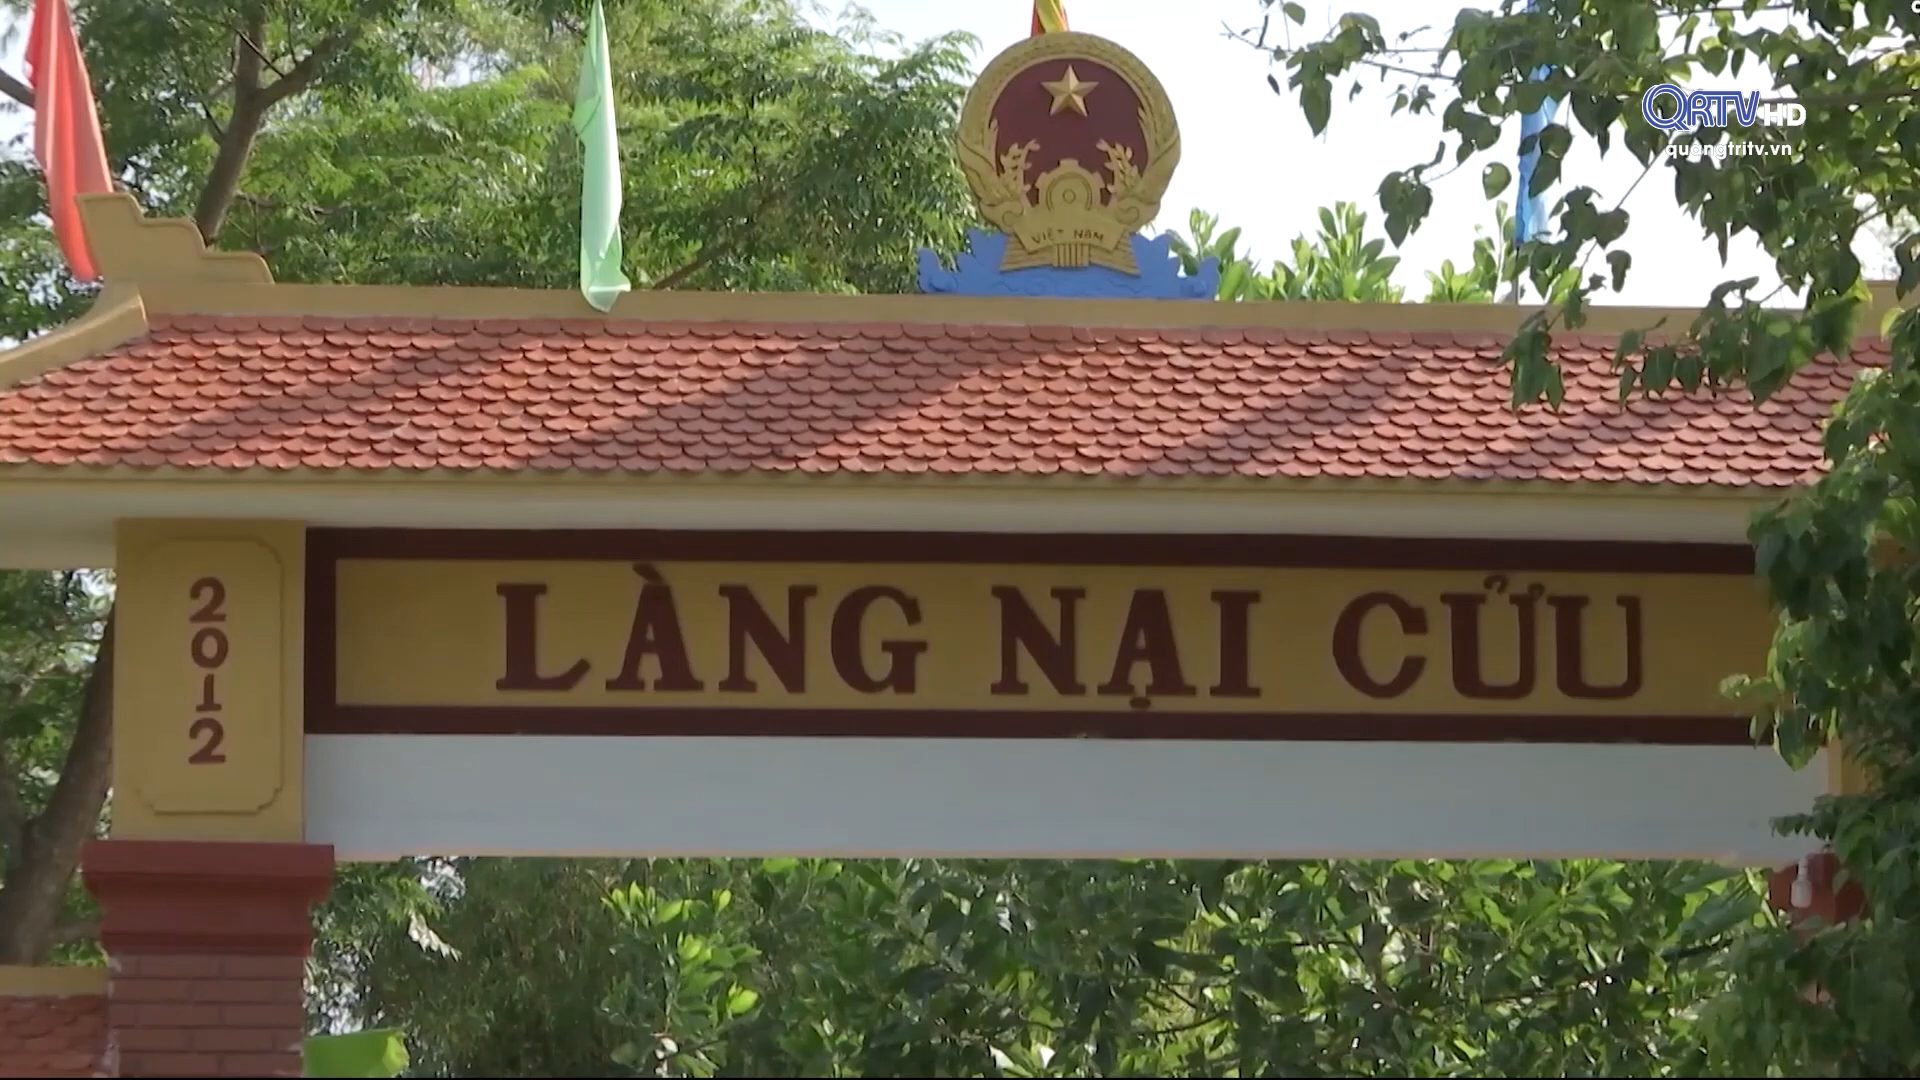 QRTV HD
quangtritv.vn
VIỆT NAM
2012
LÀNG NẠI CỬU